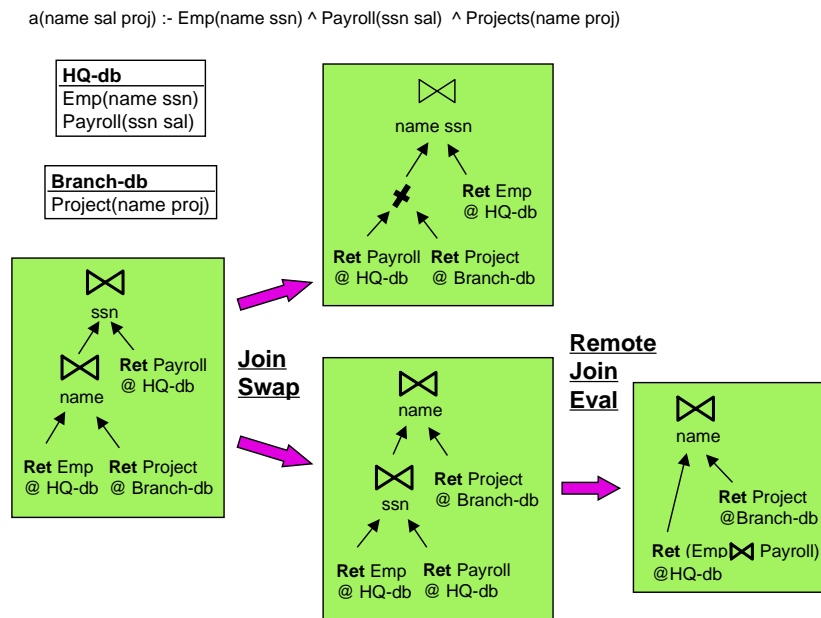 a(name sal proj) :- Emp(name ssn) ^ Payroll(ssn sal) ^ Projects(name proj)
HQ-db
Emp(name ssn)
Payroll(ssn sal)
Branch-db
Project(name proj)
ssn
Ret Payroll
@ HQ-db
name
Ret Emp
@ HQ-db
Ret Project
@ Branch-db
Join
Swap
name ssn
Ret Emp
@ HQ-db
Ret Payroll
@ HQ-db
Ret Project
@ Branch-db
name
Ret Project
@ Branch-db
ssn
Ret Emp
@ HQ-db
Ret Payroll
@ HQ-db
Remote
Join
Eval
name
Ret Project
@Branch-db
Ret (Emp ⋈ Payroll)
@HQ-db